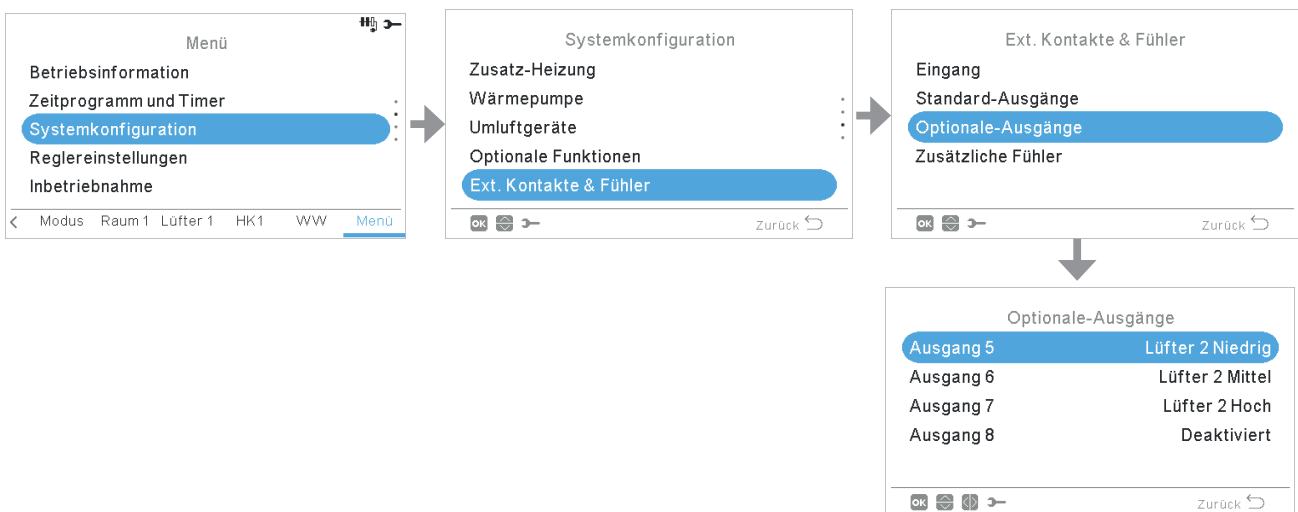 Menü
Betriebsinformation
Zeitprogramm und Timer
Systemkonfiguration
Reglereinstellungen
Inbetriebnahme
< Modus Raum 1 Lüfter 1 HK1 WW Menü
Systemkonfiguration
Zusatz-Heizung
Wärmepumpe
Umluftgeräte
Optionale Funktionen
Ext. Kontakte & Fühler
OK Zurück
Ext. Kontakte & Fühler
Eingang
Standard-Ausgänge
Optionale-Ausgänge
Zusätzliche Fühler
OK Zurück
Optionale-Ausgänge
Ausgang 5 Lüfter 2 Niedrig
Ausgang 6 Lüfter 2 Mittel
Ausgang 7 Lüfter 2 Hoch
Ausgang 8 Deaktiviert
OK Zurück